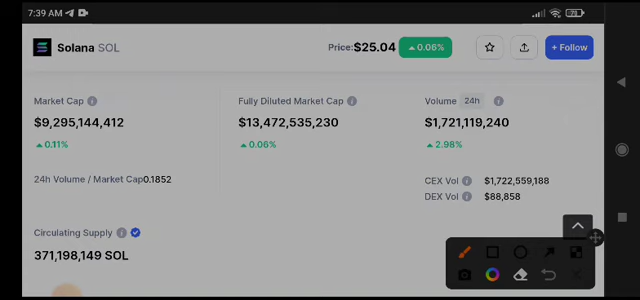 7:39 AM
79
Solana SOL
Price:$25.04
0.06%
+ Follow
Market Cap
Fully Diluted Market Cap
Volume 24h
$9,295,144,412
$13,472,535,230
$1,721,119,240
0.11%
0.06%
2.98%
24h Volume / Market Cap0.1852
CEX Vol $1,722,559,188
DEX Vol $88,858
Circulating Supply
371,198,149 SOL